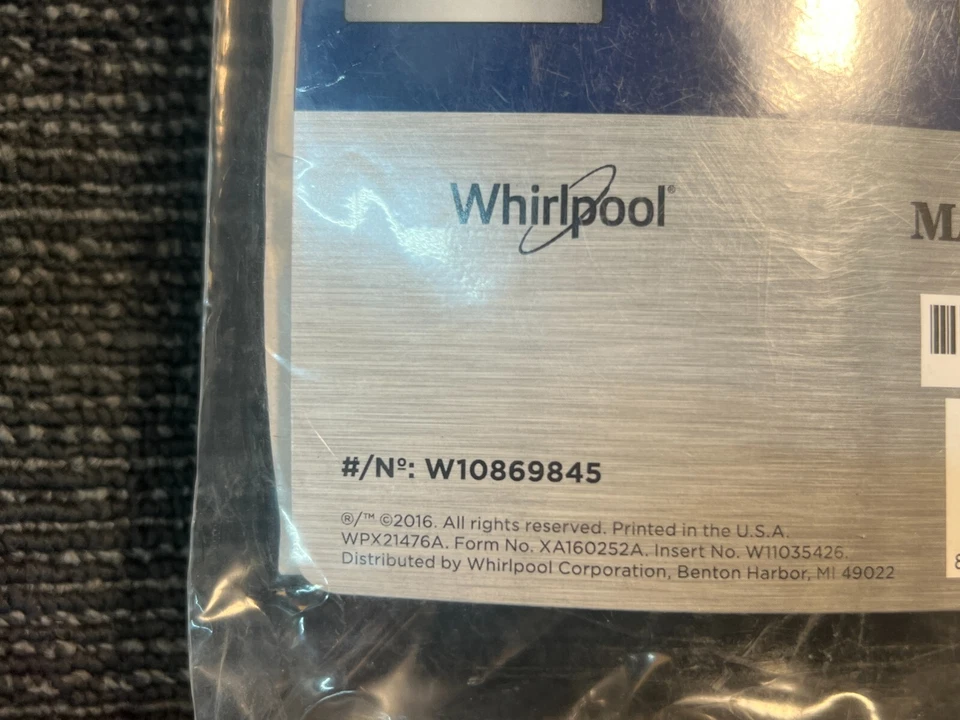 Whirlpool®
#/Nº: W10869845
®/™ ©2016. All rights reserved. Printed in the U.S.A.
WPX21476A. Form No. XA160252A. Insert No. W11035426.
Distributed by Whirlpool Corporation, Benton Harbor, MI 49022